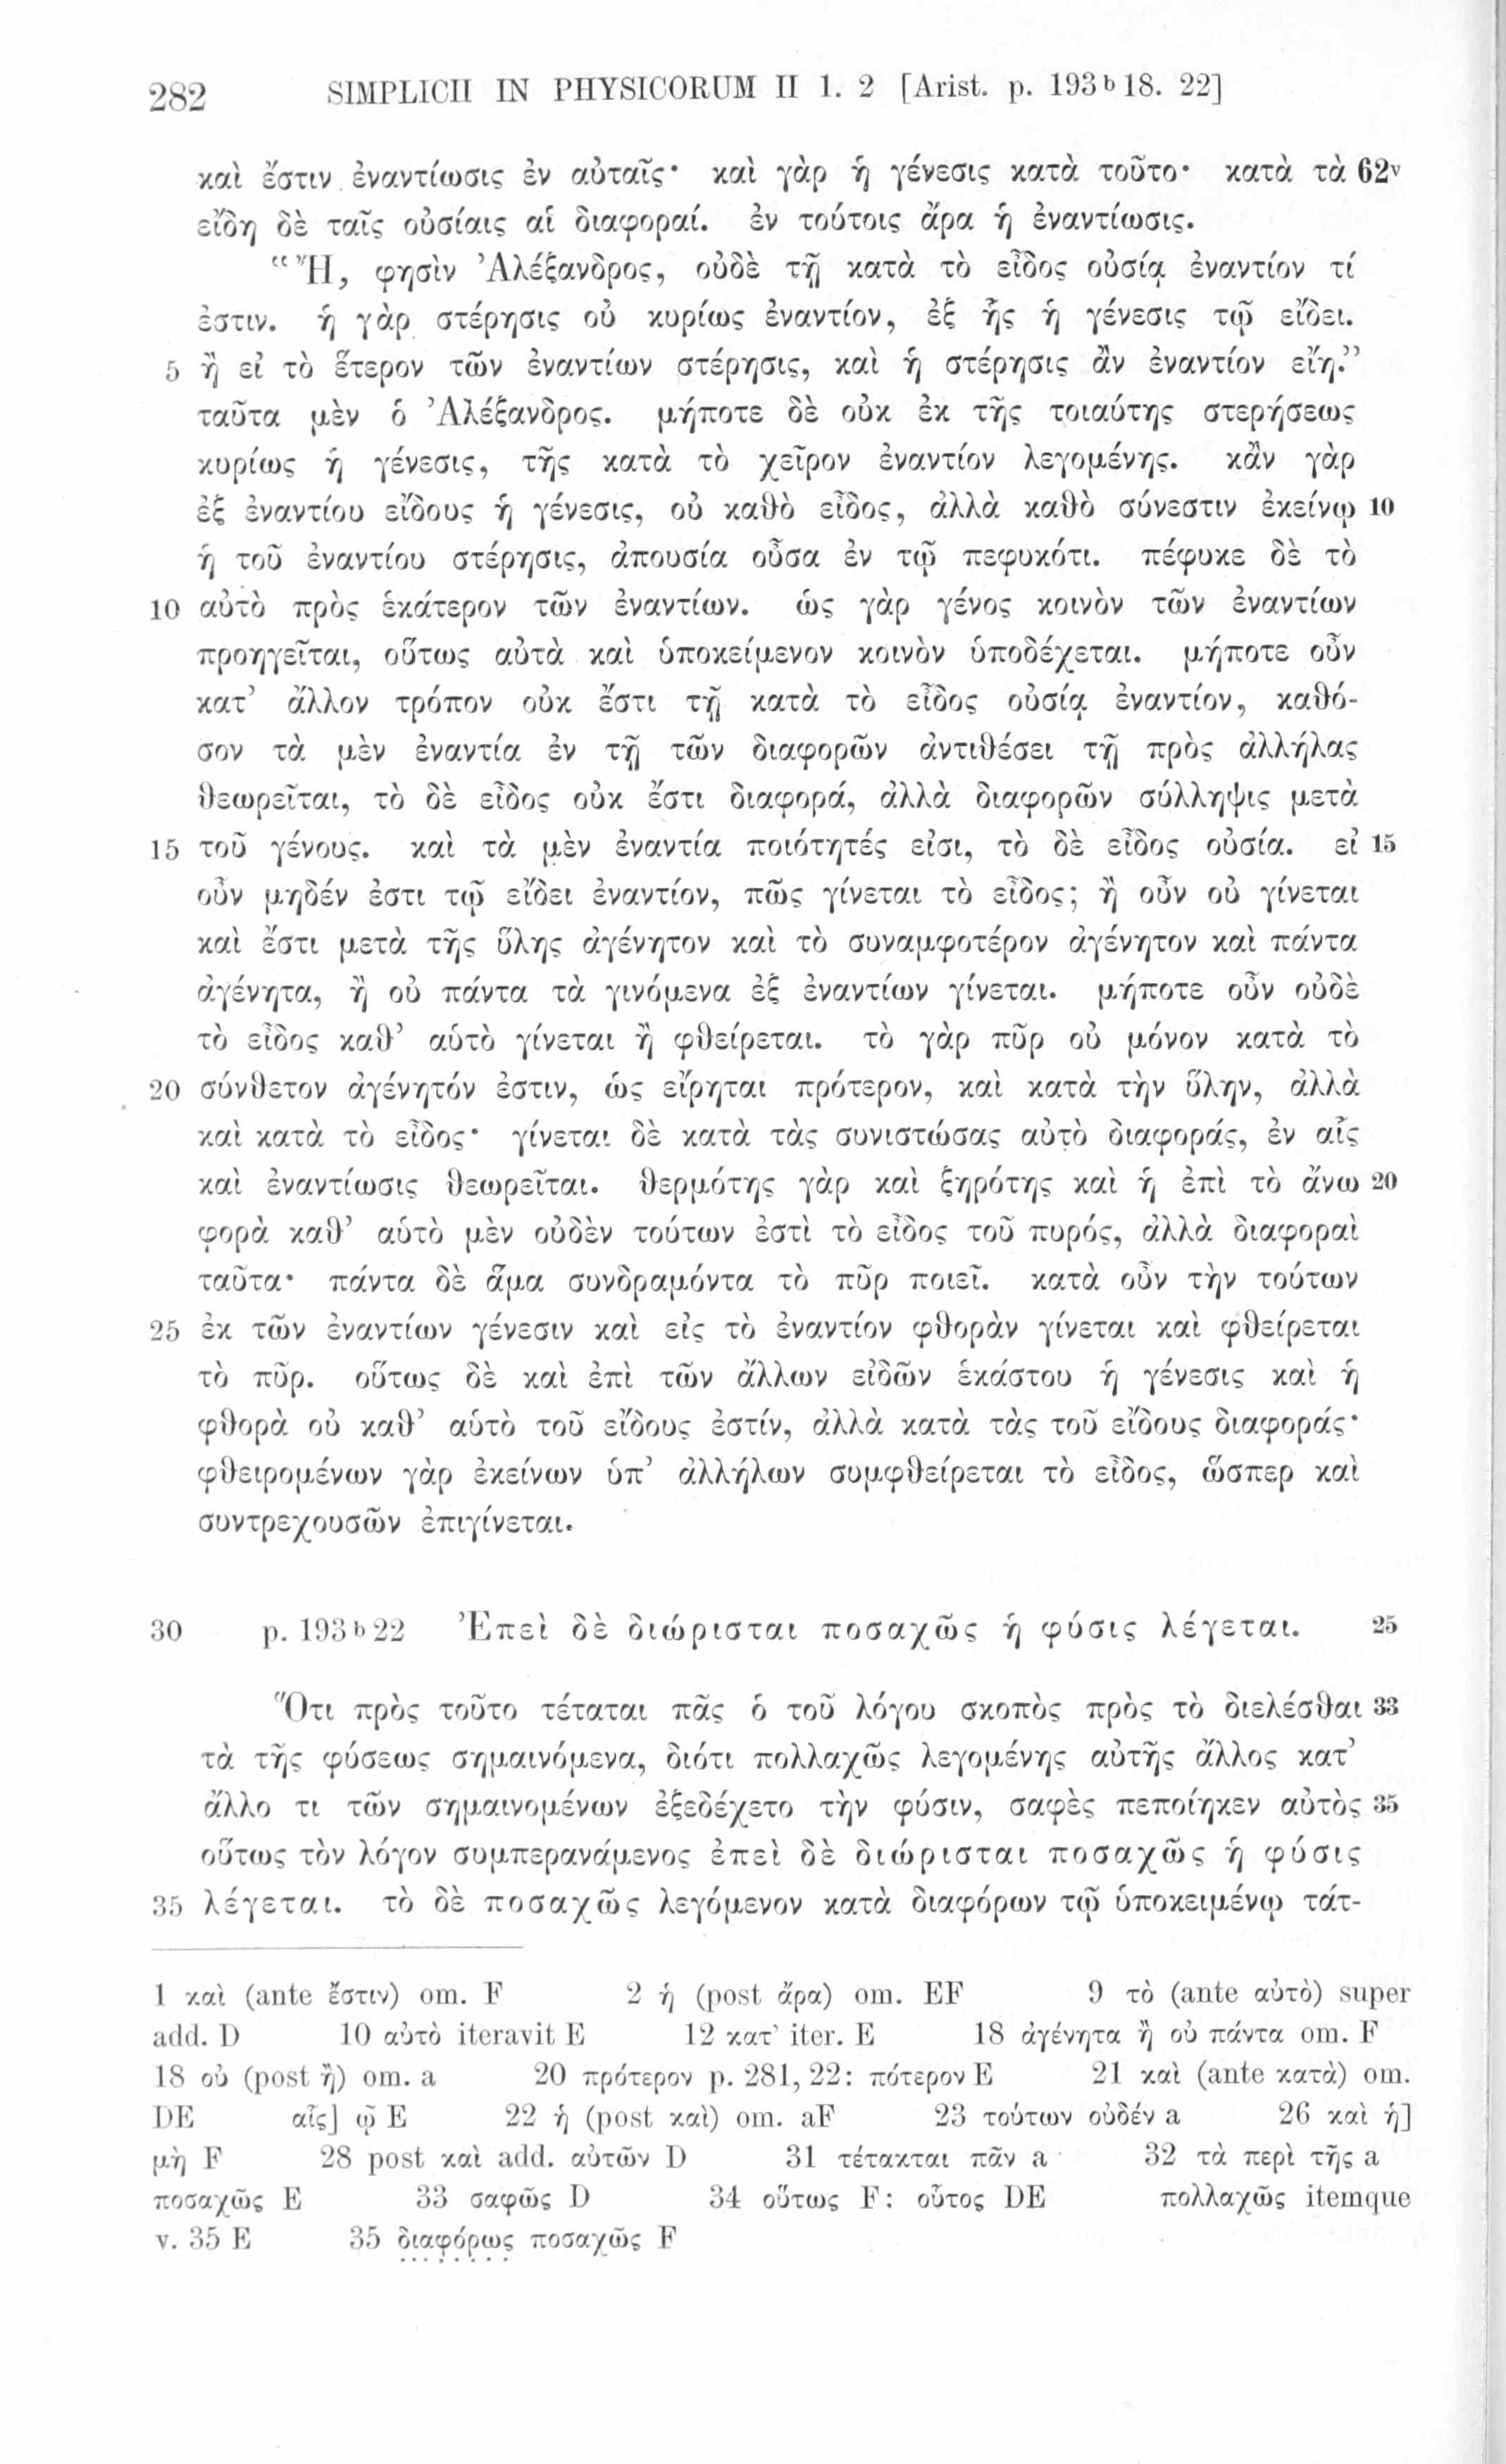 282 SIMPLICII IN PHYSICORUM II 1. 2 [Arist. p. 193ᵇ18. 22]
καὶ ἔστιν ἐναντίωσις ἐν αὐταῖς· καὶ γὰρ ἡ γένεσις κατὰ τοῦτο· κατὰ τὰ 62ᵛ
εἴδη δὲ ταῖς οὐσίαις αἱ διαφοραί. ἐν τούτοις ἄρα ἡ ἐναντίωσις.
“Ἢ, φησὶν Ἀλέξανδρος, οὐδὲ τῇ κατὰ τὸ εἶδος οὐσίᾳ ἐναντίον τί
ἐστιν. ἡ γὰρ στέρησις οὐ κυρίως ἐναντίον, ἐξ ἧς ἡ γένεσις τῷ εἴδει.
5 ἢ εἰ τὸ ἕτερον τῶν ἐναντίων στέρησις, καὶ ἡ στέρησις ἂν ἐναντίον εἴη.”
ταῦτα μὲν ὁ Ἀλέξανδρος. μήποτε δὲ οὐκ ἐκ τῆς τοιαύτης στερήσεως
κυρίως ἡ γένεσις, τῆς κατὰ τὸ χεῖρον ἐναντίον λεγομένης. κἂν γὰρ
ἐξ ἐναντίου εἴδους ἡ γένεσις, οὐ καθὸ εἶδος, ἀλλὰ καθὸ σύνεστιν ἐκείνῳ 10
ἡ τοῦ ἐναντίου στέρησις, ἀπουσία οὖσα ἐν τῷ πεφυκότι. πέφυκε δὲ τὸ
10 αὐτὸ πρὸς ἑκάτερον τῶν ἐναντίων. ὡς γὰρ γένος κοινὸν τῶν ἐναντίων
προηγεῖται, οὕτως αὐτὰ καὶ ὑποκείμενον κοινὸν ὑποδέχεται. μήποτε οὖν
κατ’ ἄλλον τρόπον οὐκ ἔστι τῇ κατὰ τὸ εἶδος οὐσίᾳ ἐναντίον, καθό-
σον τὰ μὲν ἐναντία ἐν τῇ τῶν διαφορῶν ἀντιθέσει τῇ πρὸς ἀλλήλας
θεωρεῖται, τὸ δὲ εἶδος οὐκ ἔστι διαφορά, ἀλλὰ διαφορῶν σύλληψις μετὰ
15 τοῦ γένους. καὶ τὰ μὲν ἐναντία ποιότητές εἰσι, τὸ δὲ εἶδος οὐσία. εἰ 15
οὖν μηδέν ἐστι τῷ εἴδει ἐναντίον, πῶς γίνεται τὸ εἶδος; ἢ οὖν οὐ γίνεται
καὶ ἔστι μετὰ τῆς ὕλης ἀγένητον καὶ τὸ συναμφοτέρον ἀγένητον καὶ πάντα
ἀγένητα, ἢ οὐ πάντα τὰ γινόμενα ἐξ ἐναντίων γίνεται. μήποτε οὖν οὐδὲ
τὸ εἶδος καθ’ αὑτὸ γίνεται ἢ φθείρεται. τὸ γὰρ πῦρ οὐ μόνον κατὰ τὸ
20 σύνθετον ἀγένητόν ἐστιν, ὡς εἴρηται πρότερον, καὶ κατὰ τὴν ὕλην, ἀλλὰ
καὶ κατὰ τὸ εἶδος· γίνεται δὲ κατὰ τὰς συνιστώσας αὐτὸ διαφοράς, ἐν αἷς
καὶ ἐναντίωσις θεωρεῖται. θερμότης γὰρ καὶ ξηρότης καὶ ἡ ἐπὶ τὸ ἄνω 20
φορὰ καθ’ αὑτὸ μὲν οὐδὲν τούτων ἐστὶ τὸ εἶδος τοῦ πυρός, ἀλλὰ διαφοραὶ
ταῦτα· πάντα δὲ ἅμα συνδραμόντα τὸ πῦρ ποιεῖ. κατὰ οὖν τὴν τούτων
25 ἐκ τῶν ἐναντίων γένεσιν καὶ εἰς τὸ ἐναντίον φθορὰν γίνεται καὶ φθείρεται
τὸ πῦρ. οὕτως δὲ καὶ ἐπὶ τῶν ἄλλων εἰδῶν ἑκάστου ἡ γένεσις καὶ ἡ
φθορὰ οὐ καθ’ αὑτὸ τοῦ εἴδους ἐστίν, ἀλλὰ κατὰ τὰς τοῦ εἴδους διαφοράς·
φθειρομένων γὰρ ἐκείνων ὑπ’ ἀλλήλων συμφθείρεται τὸ εἶδος, ὥσπερ καὶ
συντρεχουσῶν ἐπιγίνεται.
30 p. 193ᵇ22 Ἐπεὶ δὲ διώρισται ποσαχῶς ἡ φύσις λέγεται. 25
Ὅτι πρὸς τοῦτο τέταται πᾶς ὁ τοῦ λόγου σκοπὸς πρὸς τὸ διελέσθαι 33
τὰ τῆς φύσεως σημαινόμενα, διότι πολλαχῶς λεγομένης αὐτῆς ἄλλος κατ’
ἄλλο τι τῶν σημαινομένων ἐξεδέχετο τὴν φύσιν, σαφὲς πεποίηκεν αὐτὸς 35
οὕτως τὸν λόγον συμπερανάμενος ἐπεὶ δὲ διώρισται ποσαχῶς ἡ φύσις
35 λέγεται. τὸ δὲ ποσαχῶς λεγόμενον κατὰ διαφόρων τῷ ὑποκειμένῳ τάτ-
1 καὶ (ante ἔστιν) om. F 2 ἡ (post ἄρα) om. EF 9 τὸ (ante αὐτὸ) super
add. D 10 αὐτὸ iteravit E 12 κατ’ iter. E 18 ἀγένητα ἢ οὐ πάντα om. F
18 οὐ (post ἢ) om. a 20 πρότερον p. 281, 22: πότερον E 21 καὶ (ante κατὰ) om.
DE αἷς] ᾧ E 22 ἡ (post καὶ) om. aF 23 τούτων οὐδέν a 26 καὶ ἡ]
μὴ F 28 post καὶ add. αὐτῶν D 31 τέτακται πᾶν a 32 τὰ περὶ τῆς a
ποσαχῶς E 33 σαφῶς D 34 οὕτως F: οὗτος DE πολλαχῶς itemque
v. 35 E 35 διαφόρως ποσαχῶς F